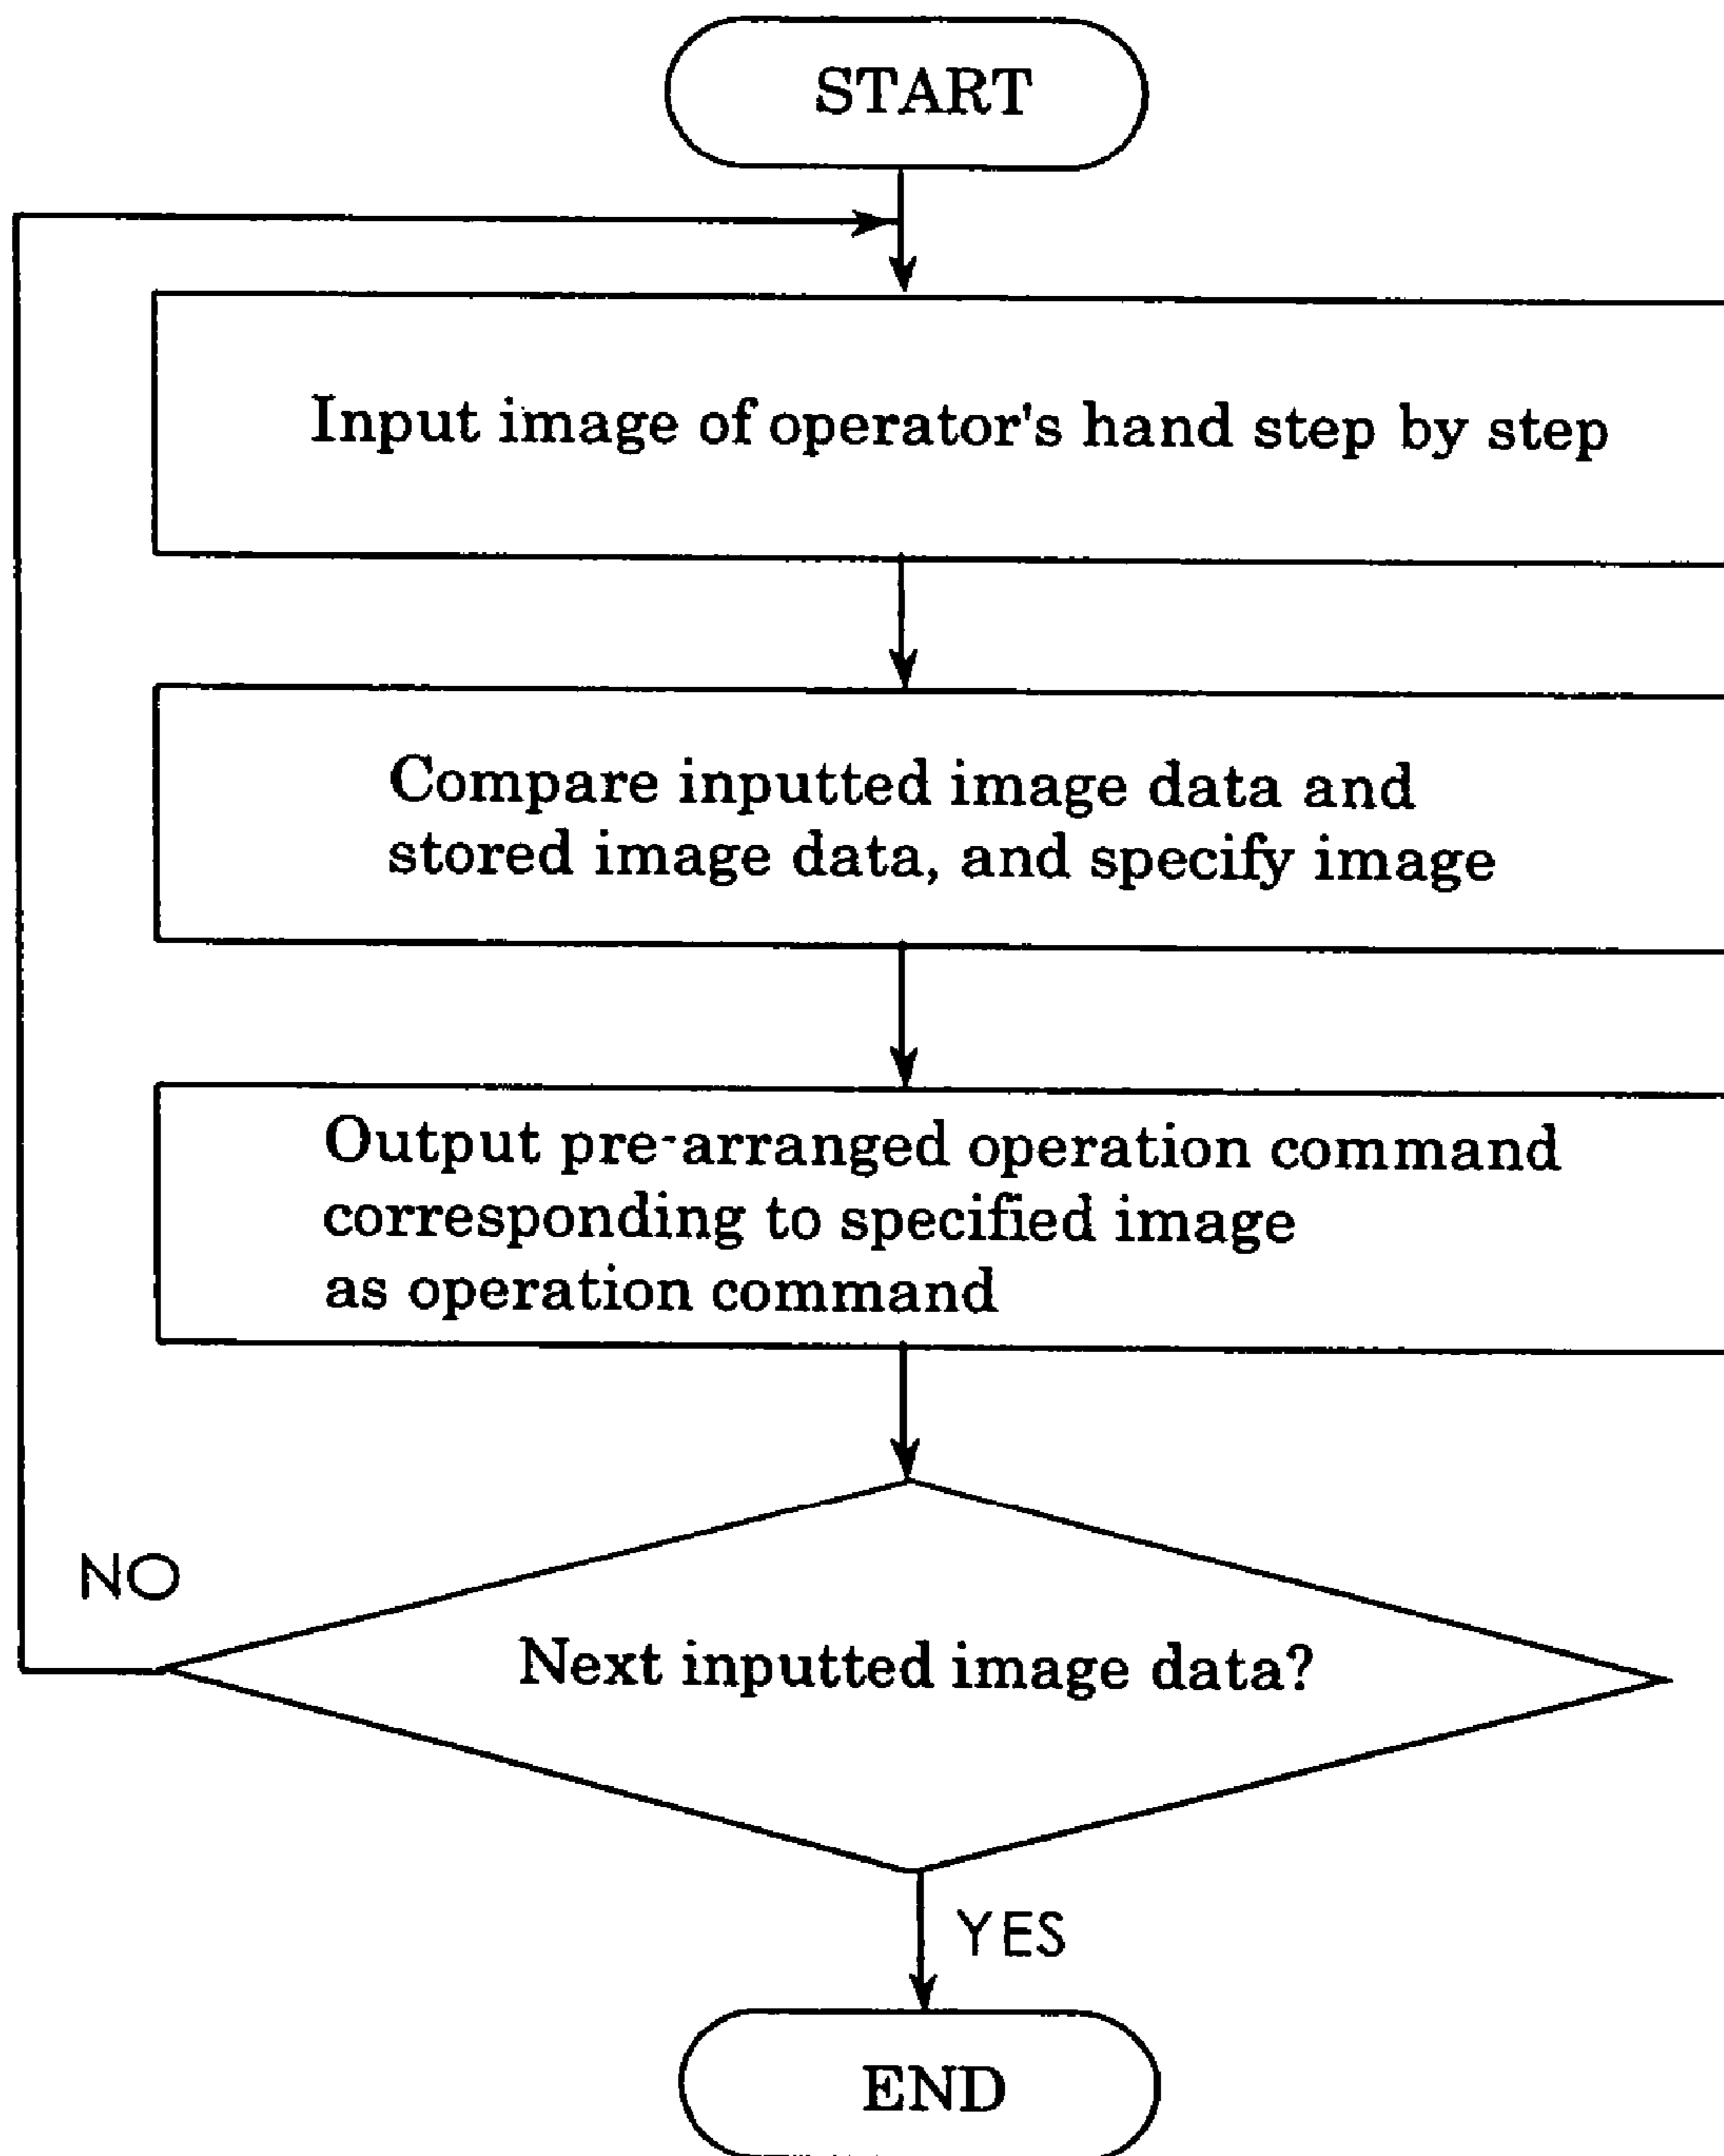 START
Input image of operator's hand step by step
Compare inputted image data and
stored image data, and specify image
Output pre-arranged operation command
corresponding to specified image
as operation command
NO
Next inputted image data?
YES
END